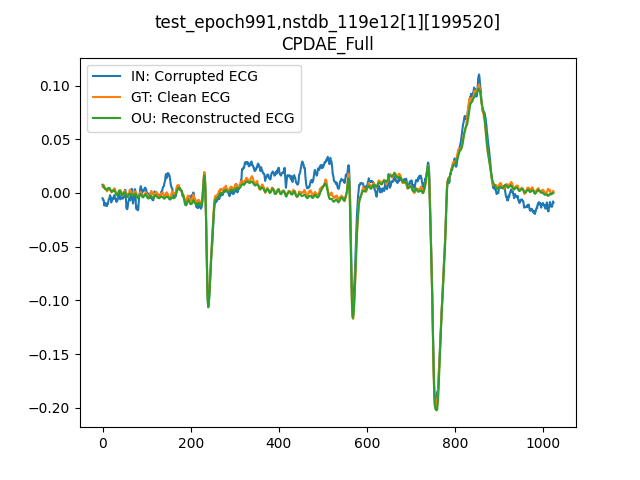 test_epoch991,nstdb_119e12[1][199520]
CPDAE_Full
IN: Corrupted ECG
GT: Clean ECG
OU: Reconstructed ECG
0.10
0.05
0.00
−0.05
−0.10
−0.15
−0.20
0 200 400 600 800 1000